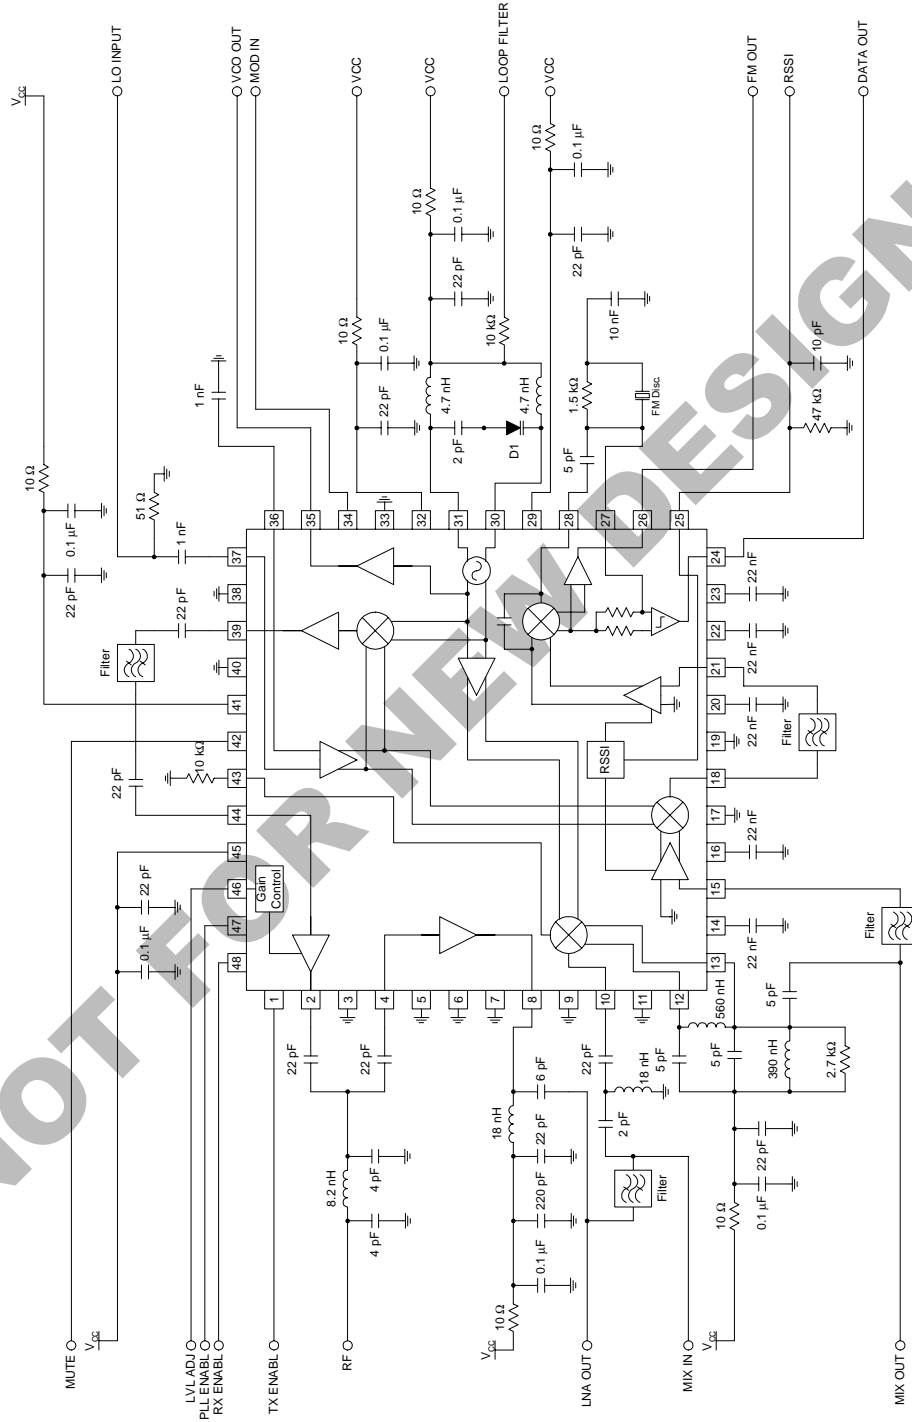 NOT FOR NEW DESIGNS
MUTE
VCC
LVL ADJ
PLL ENABL
RX ENABL
TX ENABL
RF
VCC
LNA OUT
MIX IN
VCC
MIX OUT
VCC
LO INPUT
VCO OUT
MOD IN
VCC
VCC
LOOP FILTER
VCC
FM OUT
RSSI
DATA OUT
10 Ω
0.1 µF
22 pF
51 Ω
1 nF
22 pF
Filter
22 pF
10 kΩ
22 pF
0.1 µF
1 nF
10 Ω
0.1 µF
22 pF
10 Ω
0.1 µF
22 pF
4.7 nH
2 pF
D1
4.7 nH
10 kΩ
10 Ω
0.1 µF
22 pF
10 nF
1.5 kΩ
FM Disc.
5 pF
10 pF
47 kΩ
48
47
46
45
44
43
42
41
40
39
38
37
36
35
34
33
32
31
30
29
28
27
26
25
1
2
3
4
5
6
7
8
9
10
11
12
13
14
15
16
17
18
19
20
21
22
23
24
Gain
Control
RSSI
22 pF
22 pF
8.2 nH
4 pF
4 pF
10 Ω
0.1 µF
220 pF
22 pF
18 nH
6 pF
22 pF
18 nH
2 pF
Filter
10 Ω
0.1 µF
22 pF
5 pF
560 nH
5 pF
390 nH
2.7 kΩ
5 pF
Filter
22 nF
22 nF
Filter
22 nF
22 nF
22 nF